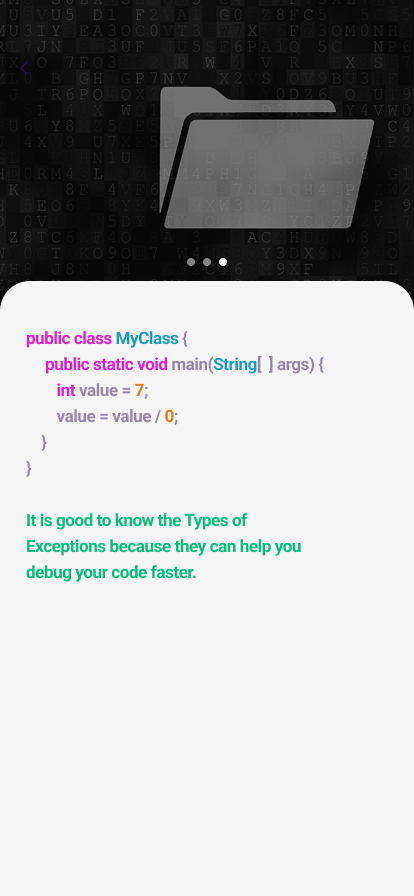 public class MyClass {
public static void main(String[ ] args) {
int value = 7;
value = value / 0;
}
}
It is good to know the Types of
Exceptions because they can help you
debug your code faster.